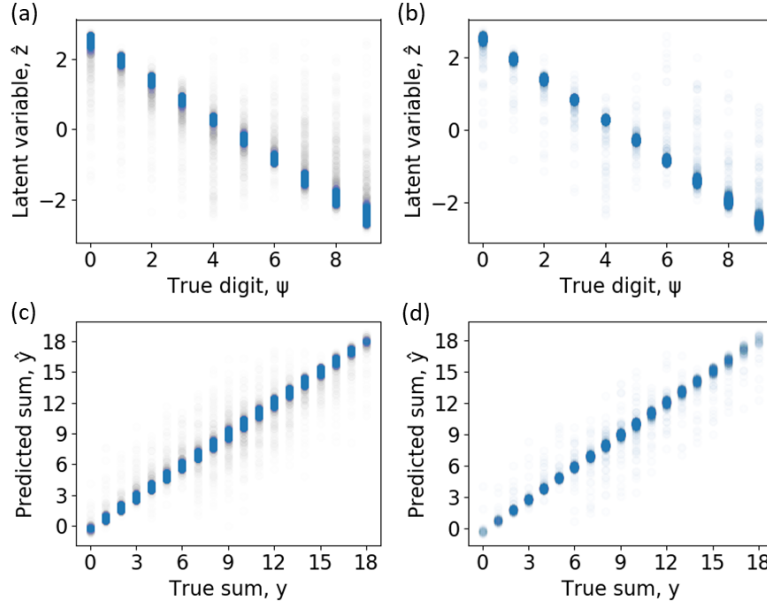 (a)
Latent variable, ẑ
2
0
−2
0 2 4 6 8
True digit, ψ
(b)
Latent variable, ẑ
2
0
−2
0 2 4 6 8
True digit, ψ
(c)
Predicted sum, ŷ
18
15
12
9
6
3
0
0 3 6 9 12 15 18
True sum, y
(d)
Predicted sum, ŷ
18
15
12
9
6
3
0
0 3 6 9 12 15 18
True sum, y